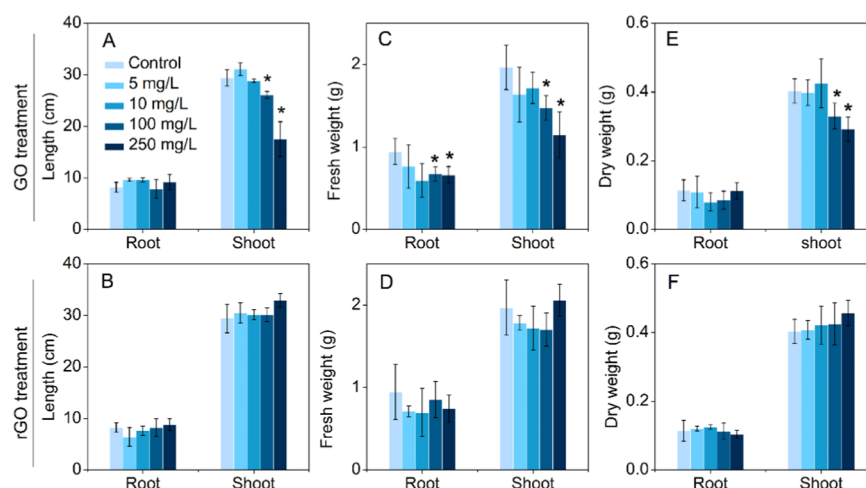 GO treatment
Length (cm)
40
30
20
10
0
A
Control
5 mg/L
10 mg/L
100 mg/L
250 mg/L
*
*
Root
Shoot
Fresh weight (g)
2
1
0
C
*
*
*
*
Root
Shoot
Dry weight (g)
0.6
0.4
0.2
0.0
E
*
*
Root
shoot
rGO treatment
Length (cm)
40
30
20
10
0
B
Root
Shoot
Fresh weight (g)
2
1
0
D
Root
Shoot
Dry weight (g)
0.6
0.4
0.2
0.0
F
Root
Shoot